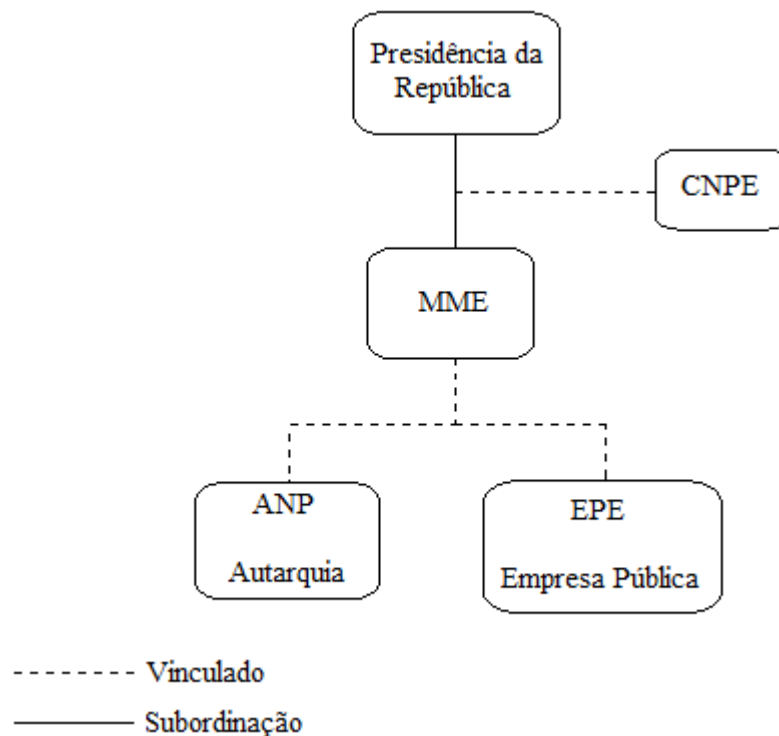 Presidência da
República
CNPE
MME
ANP
Autarquia
EPE
Empresa Pública
Vinculado
Subordinação